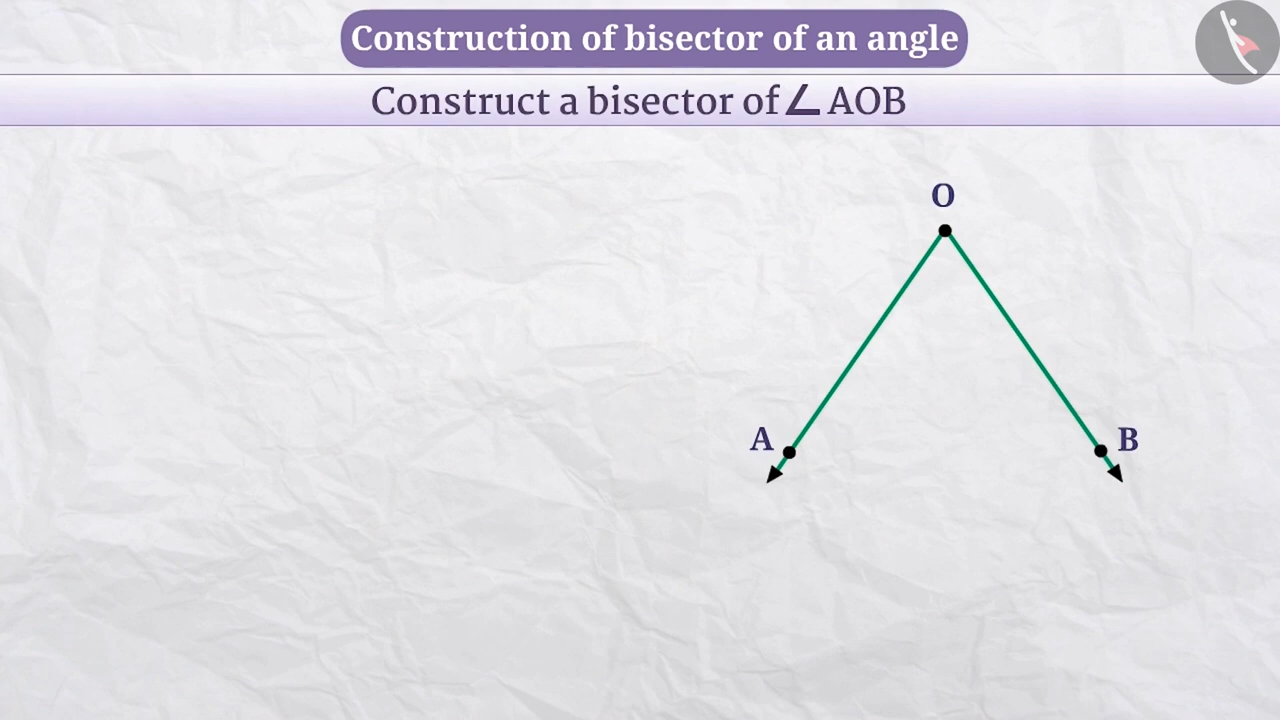 Construction of bisector of an angle
Construct a bisector of ∠AOB
O
A
B